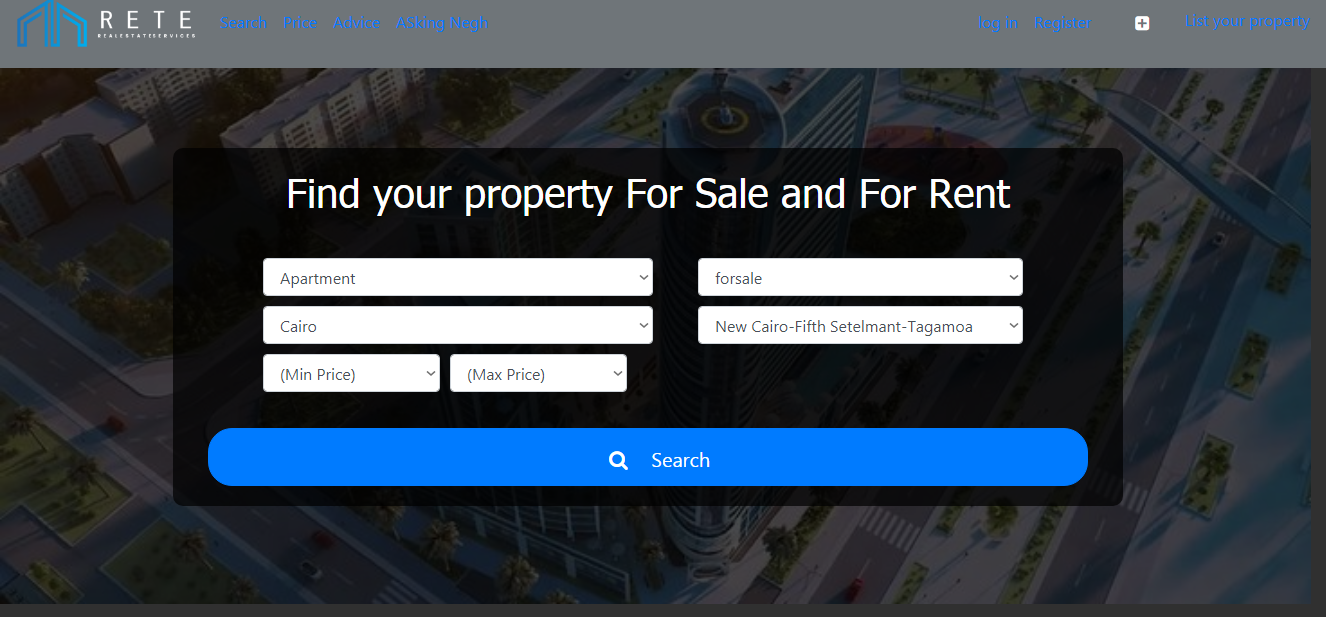 RETE
REALESTATESERVICES
Search Price Advice ASking Negh
log in Register List your property
Find your property For Sale and For Rent
Apartment forsale
Cairo New Cairo-Fifth Setelmant-Tagamoa
(Min Price) (Max Price)
Search